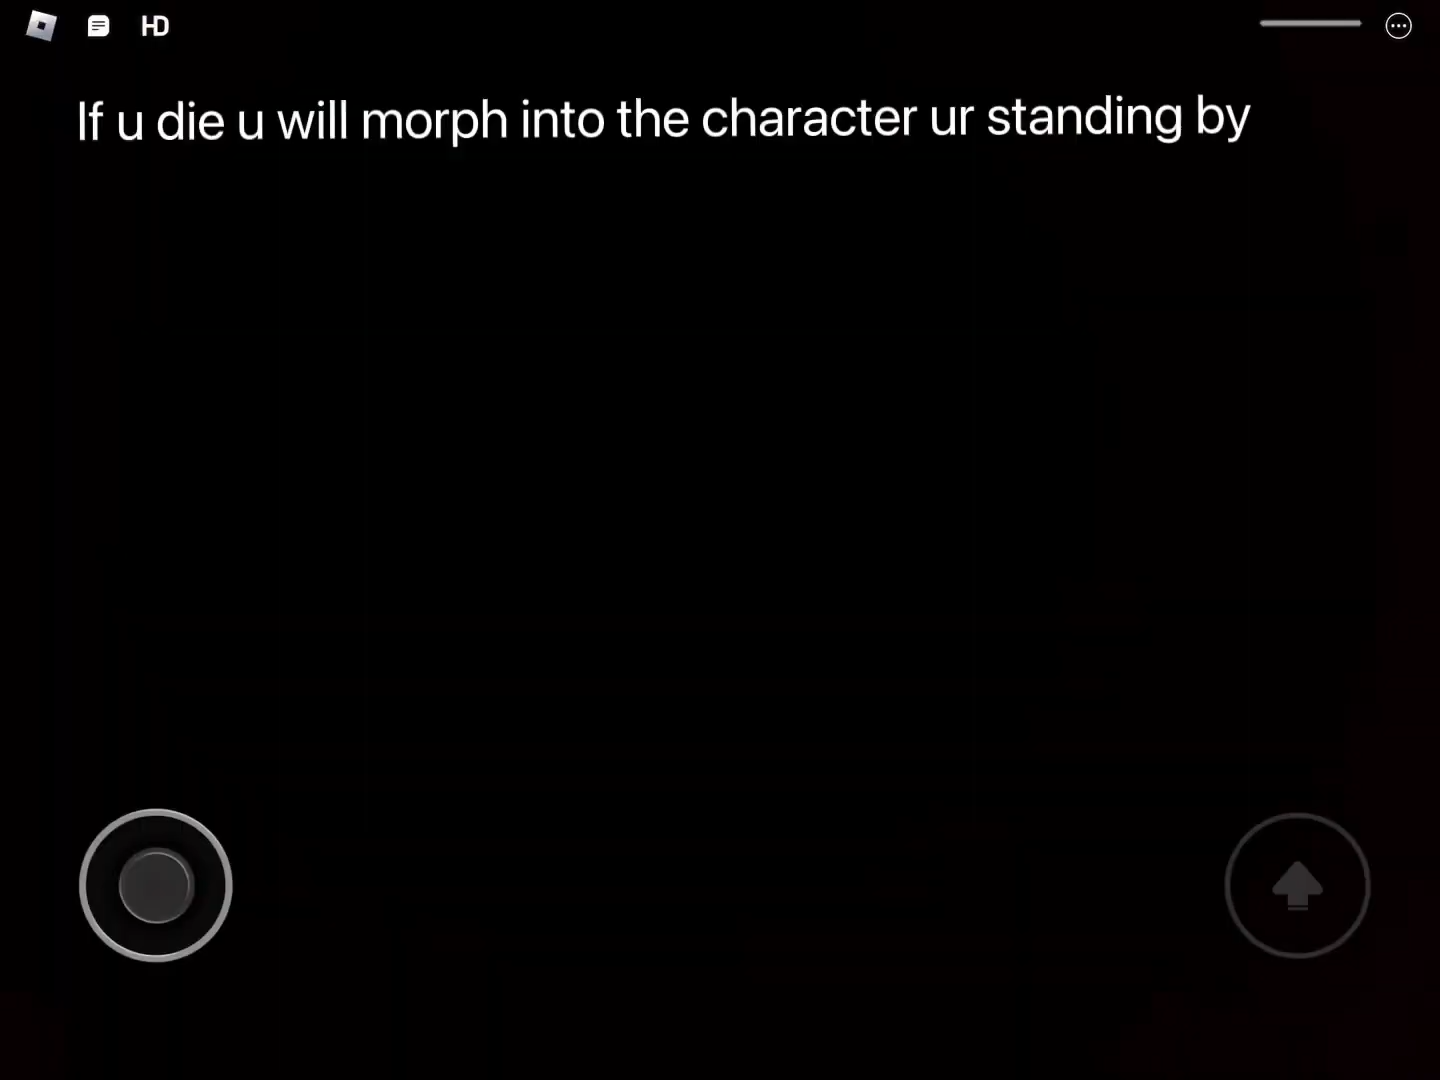 HD
If u die u will morph into the character ur standing by